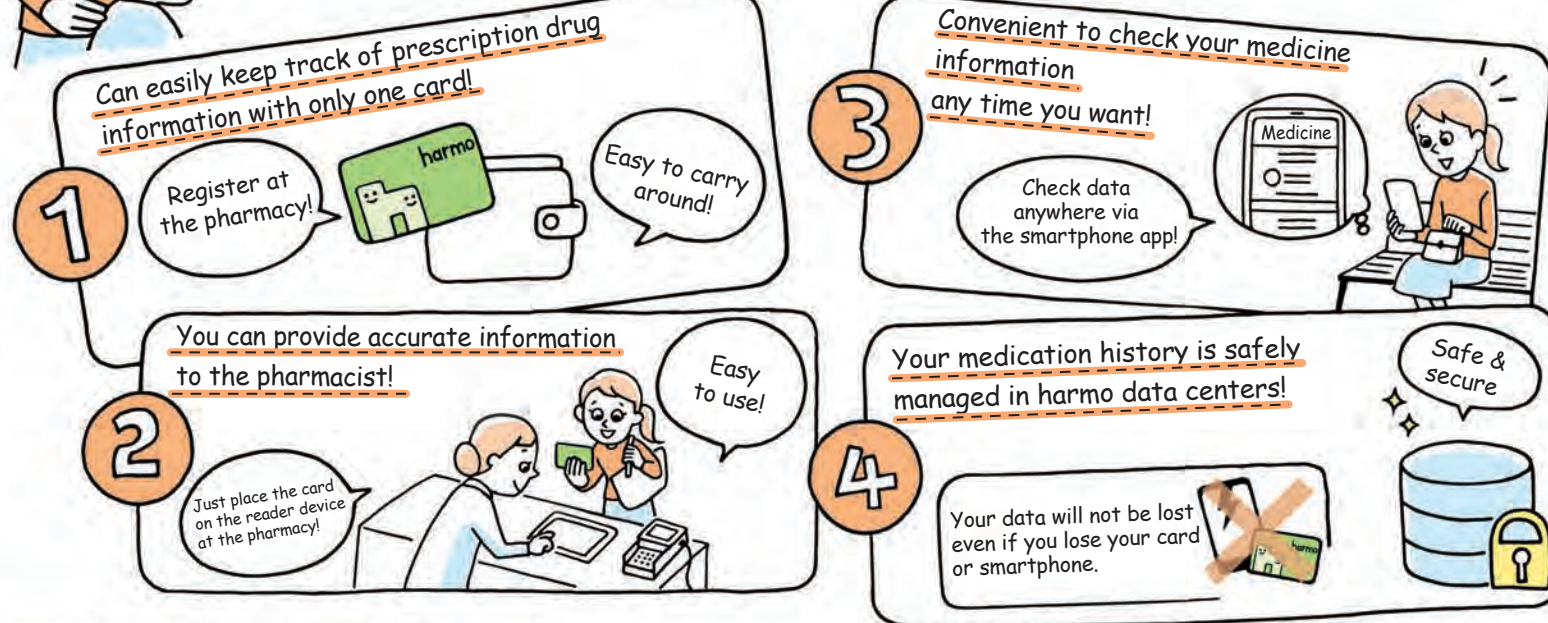 1
Can easily keep track of prescription drug
information with only one card!
Register at
the pharmacy!
harmo
Easy to carry
around!
2
You can provide accurate information
to the pharmacist!
Just place the card
on the reader device
at the pharmacy!
Easy
to use!
3
Convenient to check your medicine
information
any time you want!
Check data
anywhere via
the smartphone app!
Medicine
4
Your medication history is safely
managed in harmo data centers!
Your data will not be lost
even if you lose your card
or smartphone.
harmo
Safe &
secure